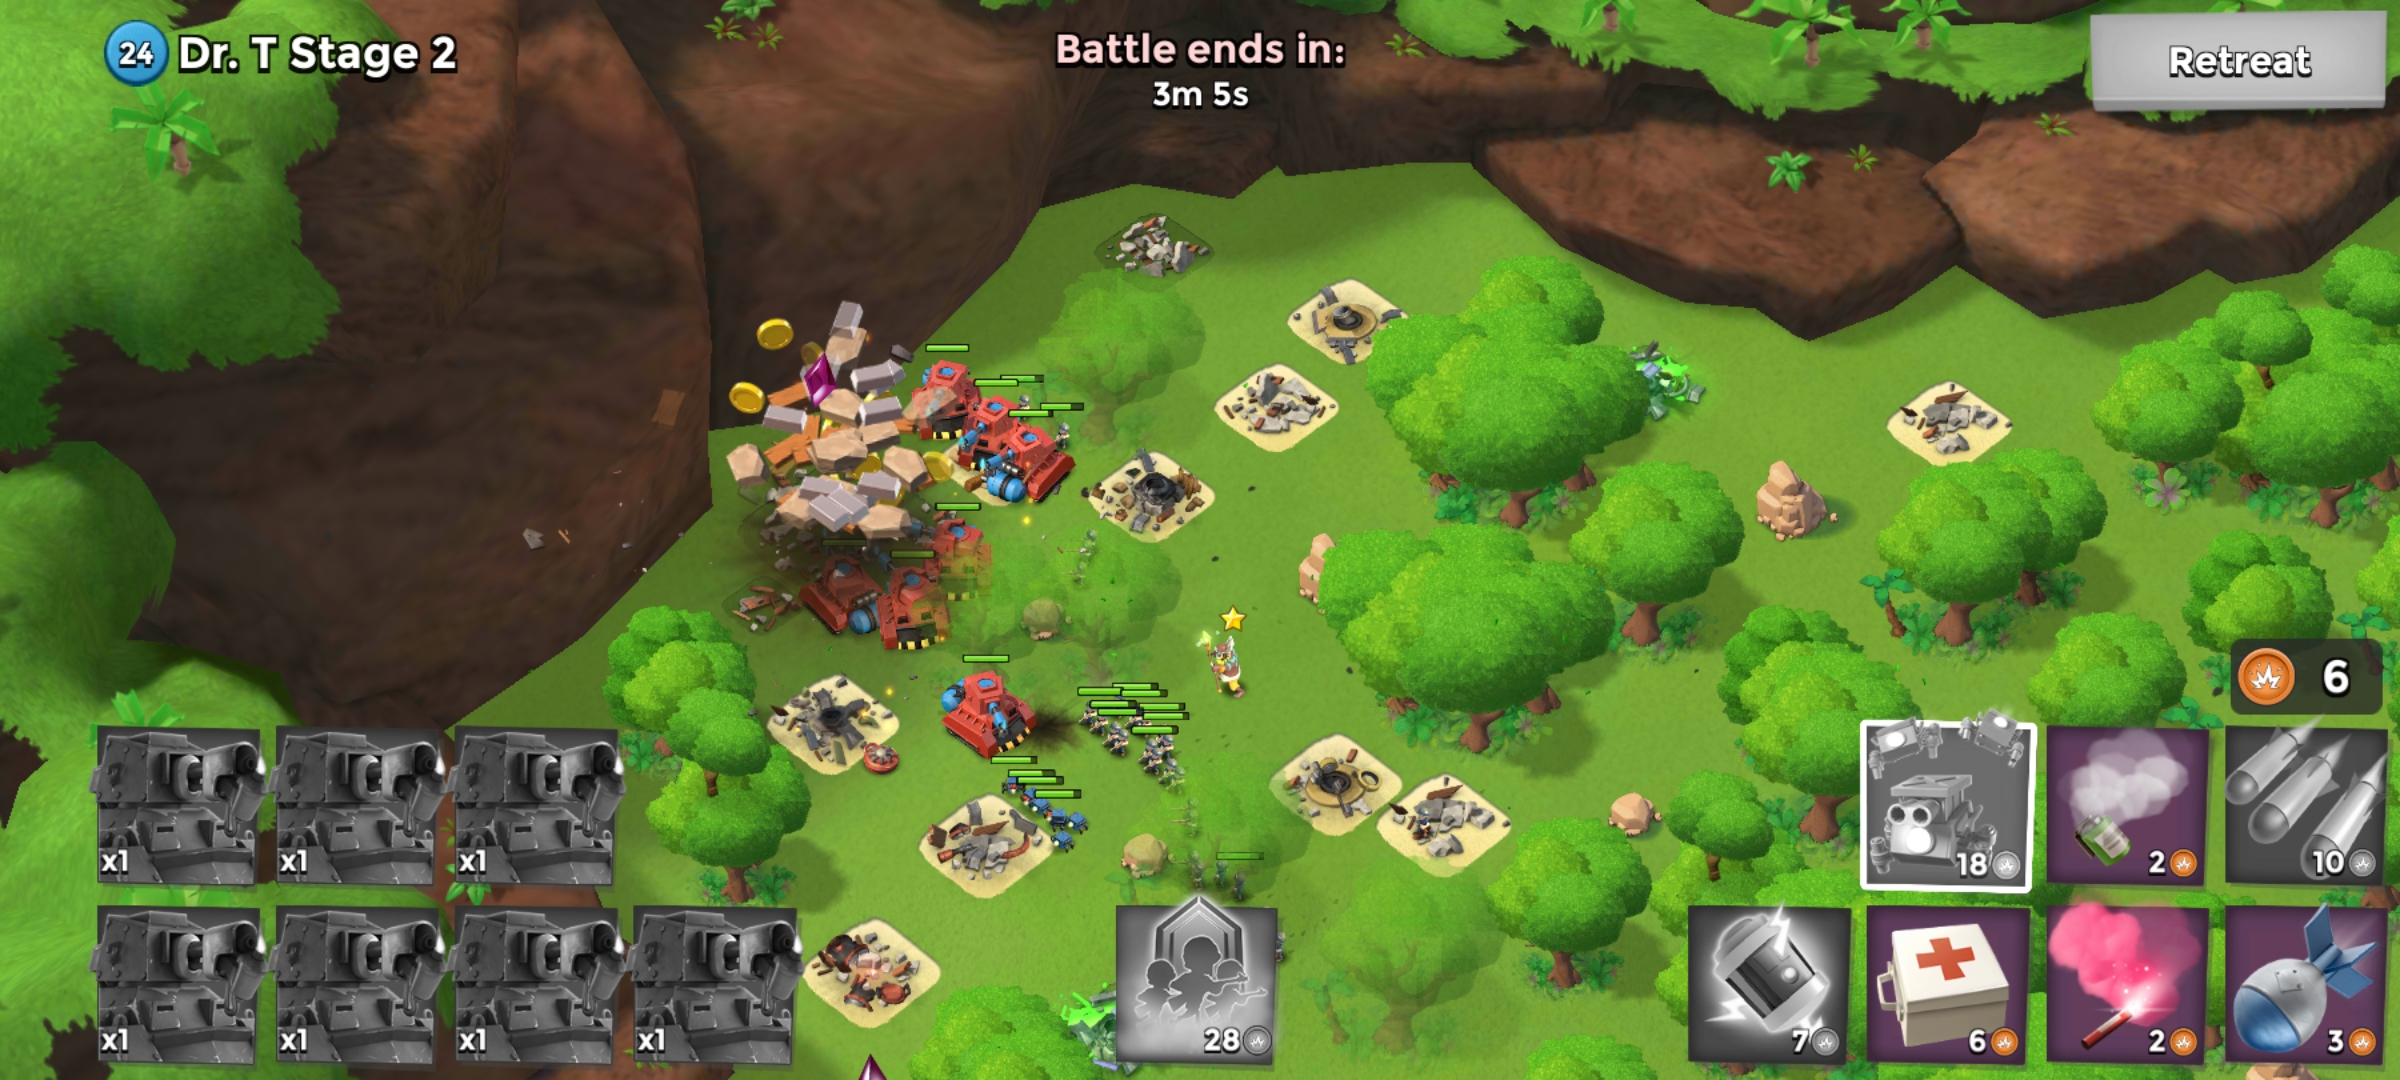 24 Dr. T Stage 2
Battle ends in:
3m 5s
Retreat
6
x1
x1
x1
18
2
10
x1
x1
x1
x1
28
7
6
2
3